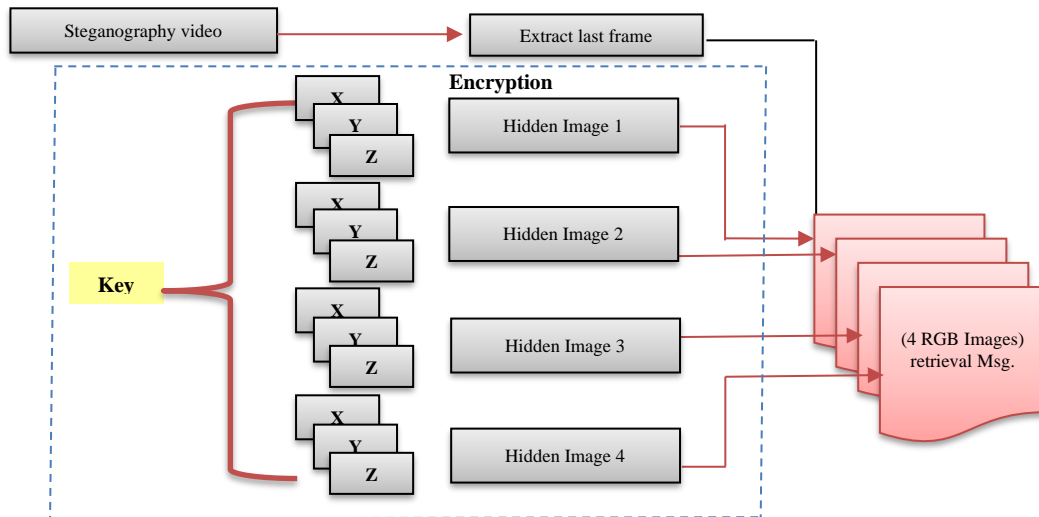 Steganography video
Extract last frame
Encryption
X
Y
Z
Hidden Image 1
X
Y
Z
Hidden Image 2
Key
X
Y
Z
Hidden Image 3
(4 RGB Images)
retrieval Msg.
X
Y
Z
Hidden Image 4